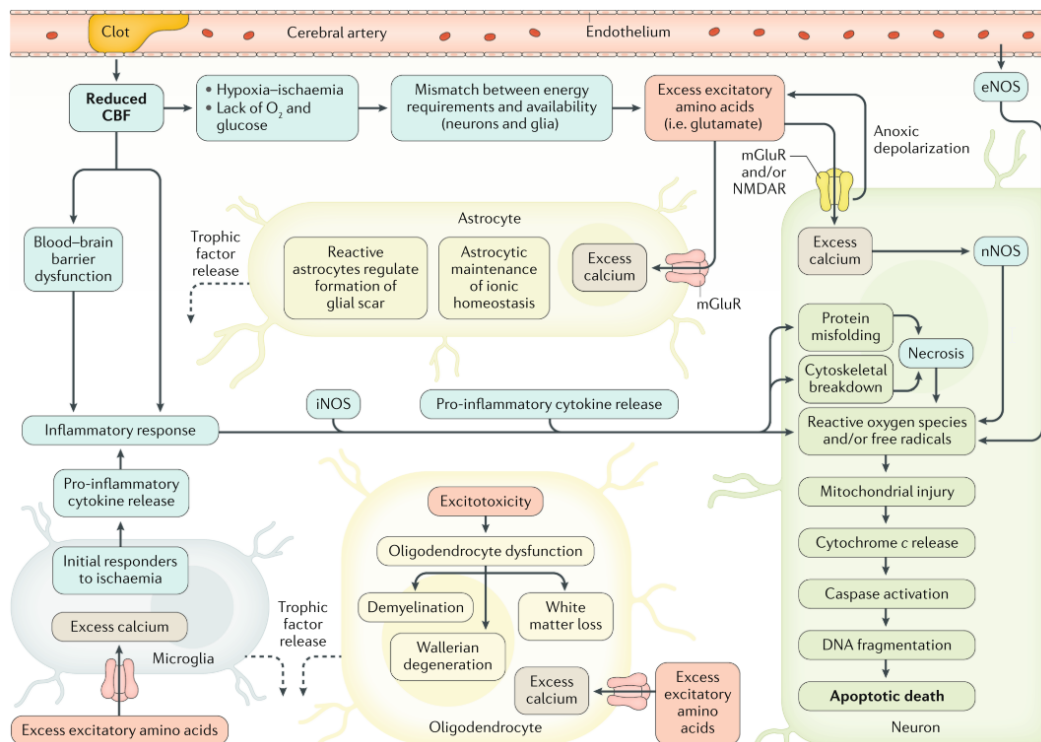 Clot
Cerebral artery
Endothelium
Reduced
CBF
• Hypoxia–ischaemia
• Lack of O₂ and
glucose
Mismatch between energy
requirements and availability
(neurons and glia)
Excess excitatory
amino acids
(i.e. glutamate)
eNOS
Anoxic
depolarization
mGluR
and/or
NMDAR
Blood–brain
barrier
dysfunction
Trophic
factor
release
Astrocyte
Reactive
astrocytes regulate
formation of
glial scar
Astrocytic
maintenance
of ionic
homeostasis
Excess
calcium
mGluR
Excess
calcium
nNOS
Protein
misfolding
Necrosis
Cytoskeletal
breakdown
iNOS
Pro-inflammatory cytokine release
Inflammatory response
Reactive oxygen species
and/or free radicals
Pro-inflammatory
cytokine release
Initial responders
to ischaemia
Excess calcium
Microglia
Excess excitatory amino acids
Trophic
factor
release
Excitotoxicity
Oligodendrocyte dysfunction
Demyelination
White
matter loss
Wallerian
degeneration
Excess
calcium
Excess
excitatory
amino
acids
Oligodendrocyte
Mitochondrial injury
Cytochrome c release
Caspase activation
DNA fragmentation
Apoptotic death
Neuron